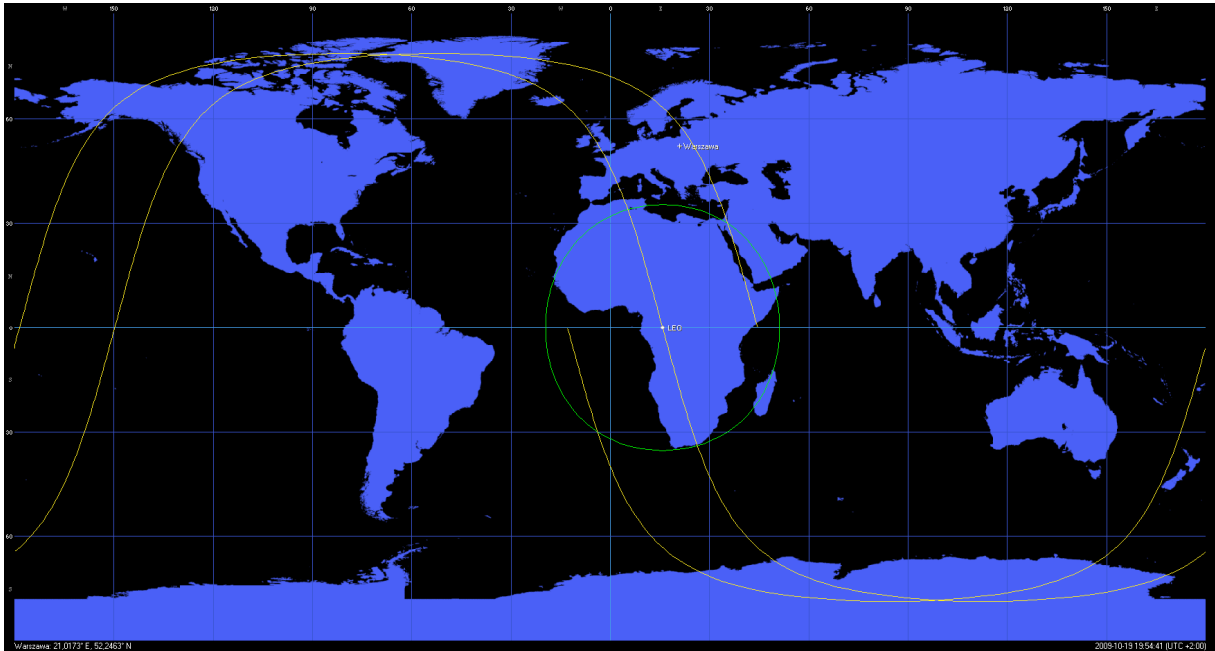 W 150 120 90 60 30 0 W E 30 60 90 120 150 E
N
60
30
N
0
S
30
60
S
Warszawa
LEO
Warszawa: 21,0173° E, 52,2463° N
2009-10-19 19:54:41 (UTC +2:00)